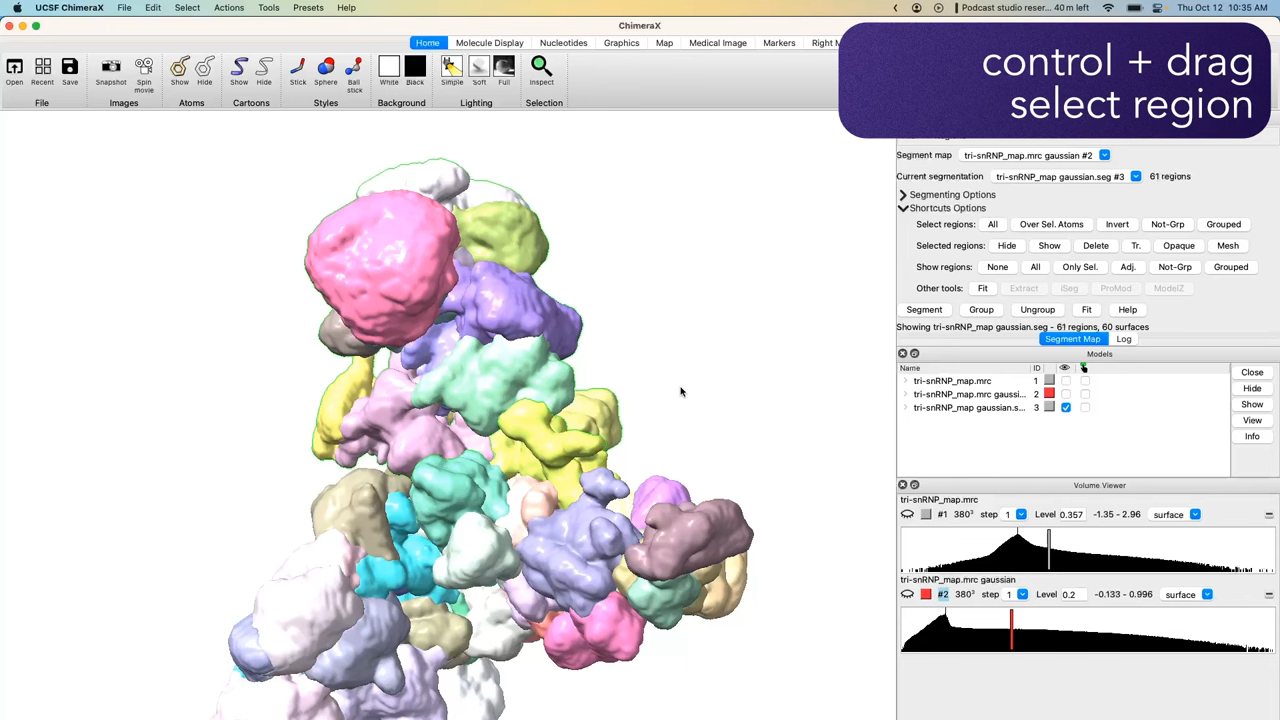 UCSF ChimeraX File Edit Select Actions Tools Presets Help Podcast studio reser... 40 m left Thu Oct 12 10:35 AM
ChimeraX
Home Molecule Display Nucleotides Graphics Map Medical Image Markers Right M
control + drag
select region
Open Recent Save Snapshot Spin movie Show Hide Show Hide Stick Sphere Ball stick White Black Simple Soft Full Inspect
File Images Atoms Cartoons Styles Background Lighting Selection
Segment map tri-snRNP_map.mrc gaussian #2
Current segmentation tri-snRNP_map gaussian.seg #3 61 regions
Segmenting Options
Shortcuts Options
Select regions: All Over Sel. Atoms Invert Not-Grp Grouped
Selected regions: Hide Show Delete Tr. Opaque Mesh
Show regions: None All Only Sel. Adj. Not-Grp Grouped
Other tools: Fit Extract iSeg ProMod ModelZ
Segment Group Ungroup Fit Help
Showing tri-snRNP_map gaussian.seg - 61 regions, 60 surfaces
Segment Map Log
Models
Name ID
tri-snRNP_map.mrc 1
tri-snRNP_map.mrc gaussi... 2
tri-snRNP_map gaussian.s... 3
Close
Hide
Show
View
Info
Volume Viewer
tri-snRNP_map.mrc
#1 380³ step 1 Level 0.357 -1.35 - 2.96 surface
tri-snRNP_map.mrc gaussian
#2 380³ step 1 Level 0.2 -0.133 - 0.996 surface